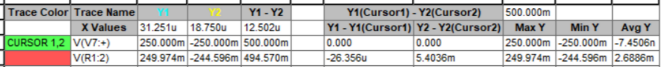 Trace Color Trace Name Y1 Y2 Y1 - Y2 Y1(Cursor1) - Y2(Cursor2) 500.000m
X Values 31.251u 18.750u 12.502u Y1 - Y1(Cursor1) Y2 - Y2(Cursor2) Max Y Min Y Avg Y
CURSOR 1,2 V(V7:+) 250.000m -250.000m 500.000m 0.000 0.000 250.000m -250.000m -7.4506n
V(R1:2) 249.974m -244.596m 494.570m -26.356u 5.4036m 249.974m -244.596m 2.6886m